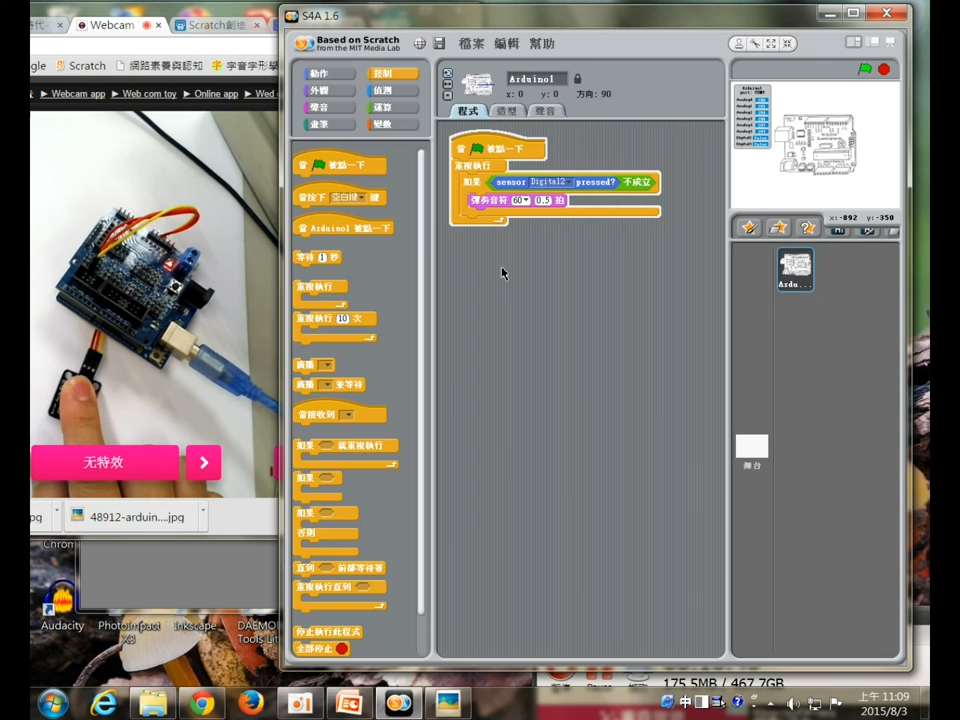 Webcam
Scratch創造
gle
Scratch
網路素養與認知
字音字形學
Webcam app
Web com toy
Online app
Wed
无特效
48912-arduin....jpg
S4A 1.6
Based on Scratch
from the MIT Media Lab
檔案 編輯 幫助
動作 控制
外觀 偵測
聲音 運算
畫筆 變數
當 被點一下
當按下 空白鍵 鍵
當 Arduino1 被點一下
等待 1 秒
重複執行
重複執行 10 次
廣播
廣播 並等待
當接收到
如果 就重複執行
如果
如果
否則
直到 前都等待著
重複執行直到
停止執行此程式
全部停止
Arduino1
x: 0 y: 0 方向: 90
程式 造型 聲音
當 被點一下
重複執行
如果 sensor Digital2 pressed? 不成立
彈奏音符 60 0.5 拍
x: -892 y: -350
Ardu...
舞台
Audacity
PhotoImpact X3
Inkscape
DAEMON Tools Lite
175.5MB / 467.7GB
中
上午 11:09
2015/8/3